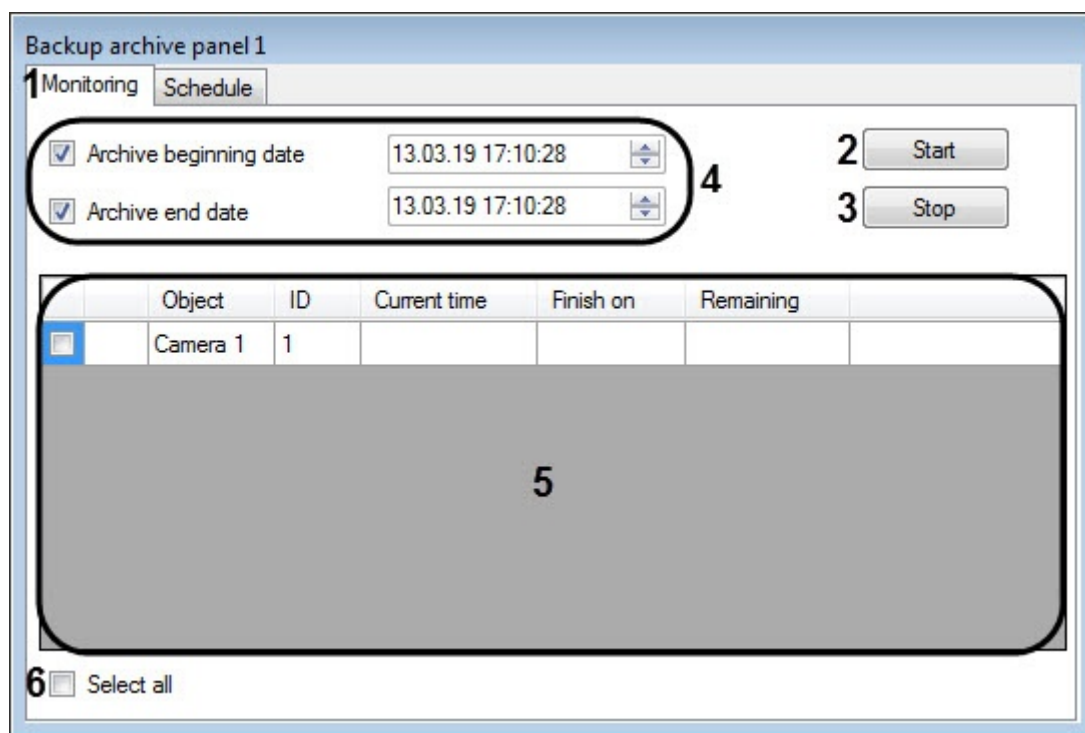 Backup archive panel 1
1 Monitoring Schedule
Archive beginning date 13.03.19 17:10:28 2 Start
4
Archive end date 13.03.19 17:10:28 3 Stop
Object ID Current time Finish on Remaining
Camera 1 1
5
6 Select all